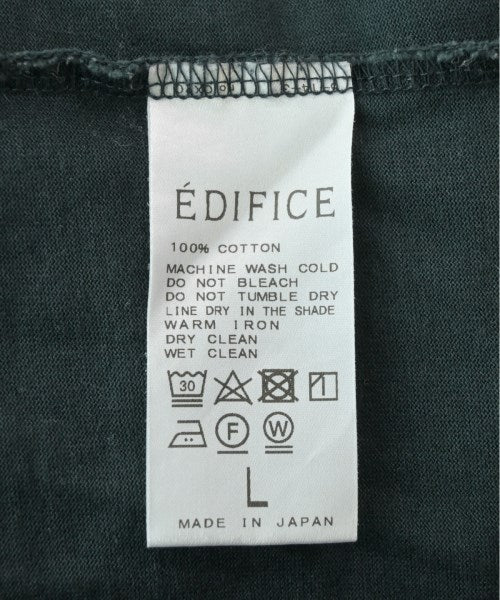 ÉDIFICE
100% COTTON
MACHINE WASH COLD
DO NOT BLEACH
DO NOT TUMBLE DRY
LINE DRY IN THE SHADE
WARM IRON
DRY CLEAN
WET CLEAN
30
F W
L
MADE IN JAPAN